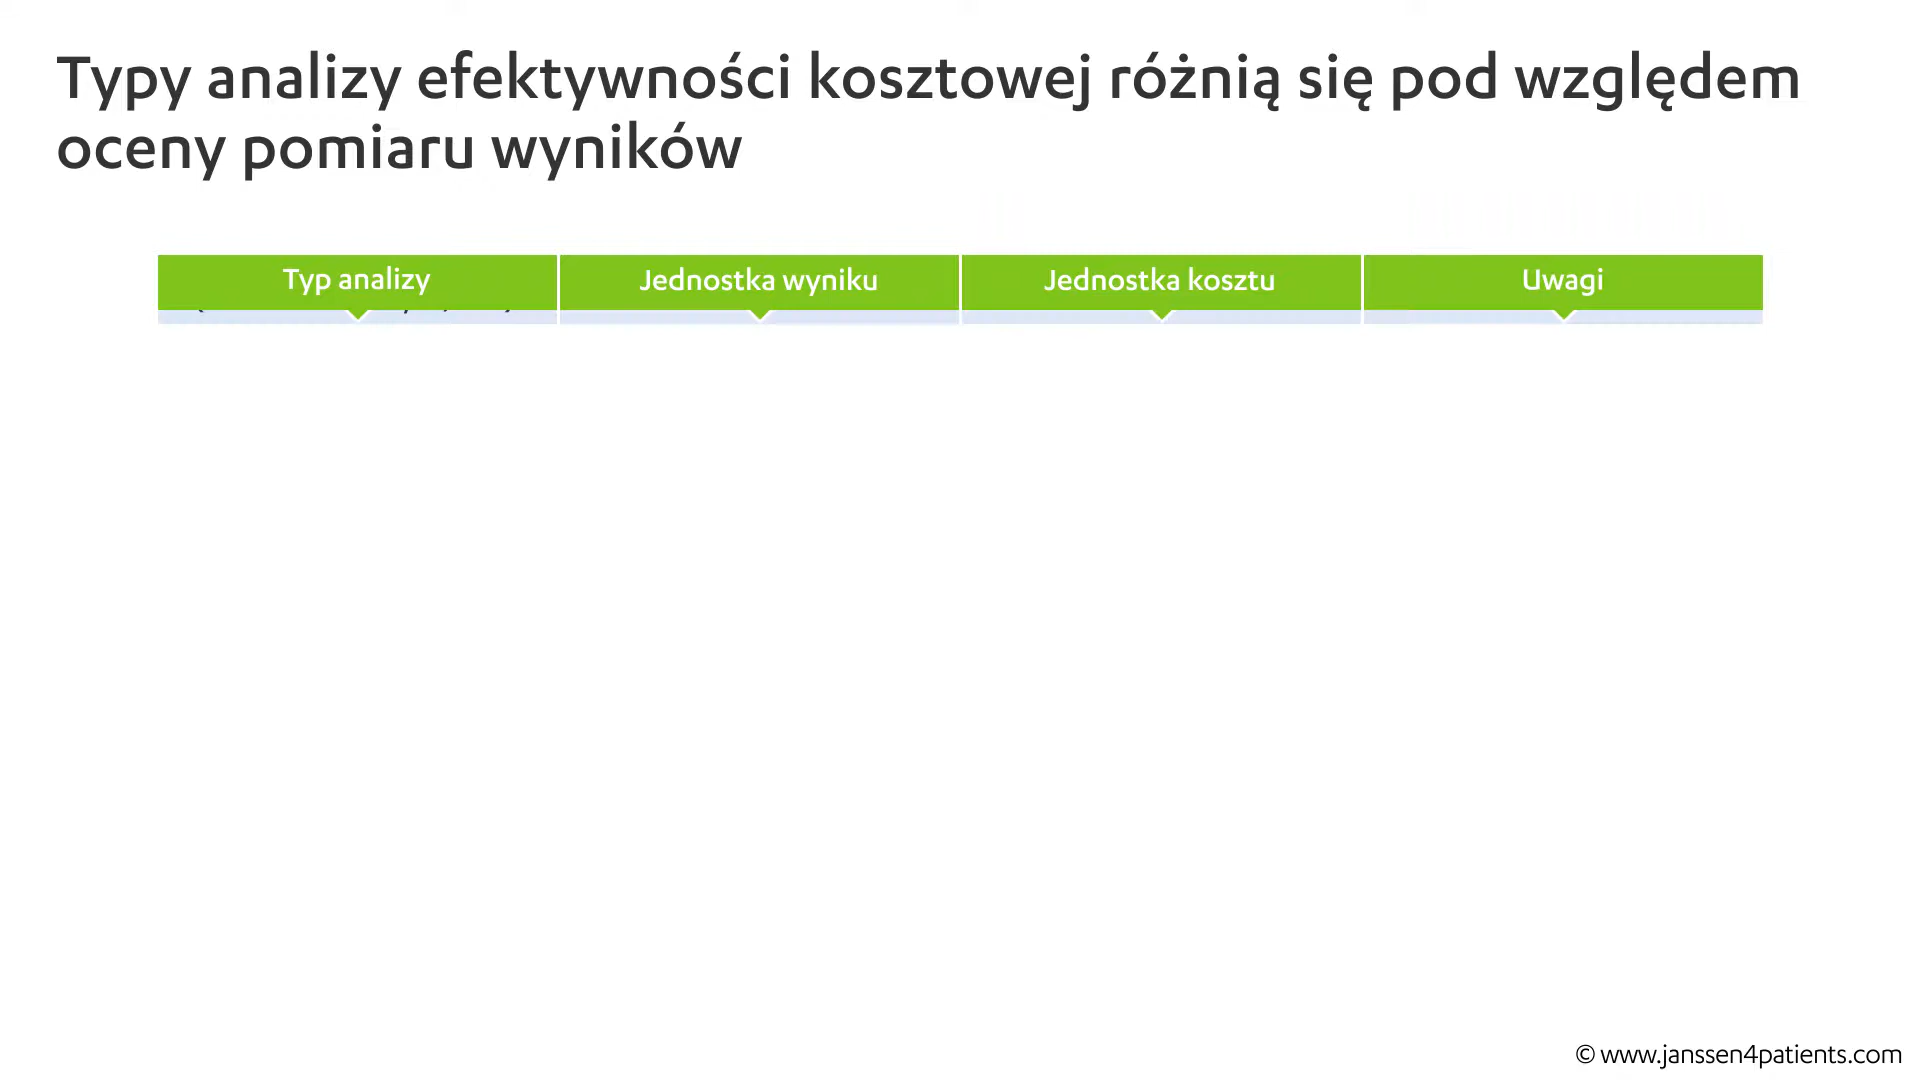 Typy analizy efektywności kosztowej różnią się pod względem
oceny pomiaru wyników
Typ analizy
Jednostka wyniku
Jednostka kosztu
Uwagi
© www.janssen4patients.com